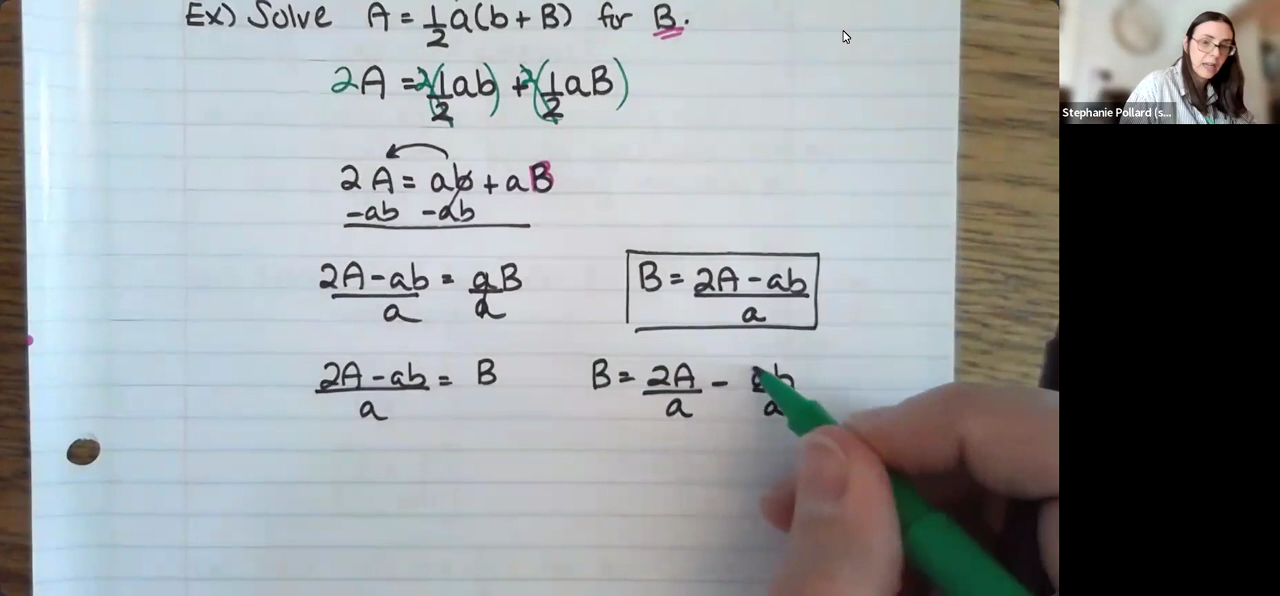 Ex) Solve A = 1/2 a(b + B) for B.
2A = 2(1/2 ab) + 2(1/2 aB)
2A = ab + aB
-ab -ab
2A - ab / a = aB / a
B = 2A - ab / a
2A - ab / a = B
B = 2A / a - ab / a
Stephanie Pollard (s...